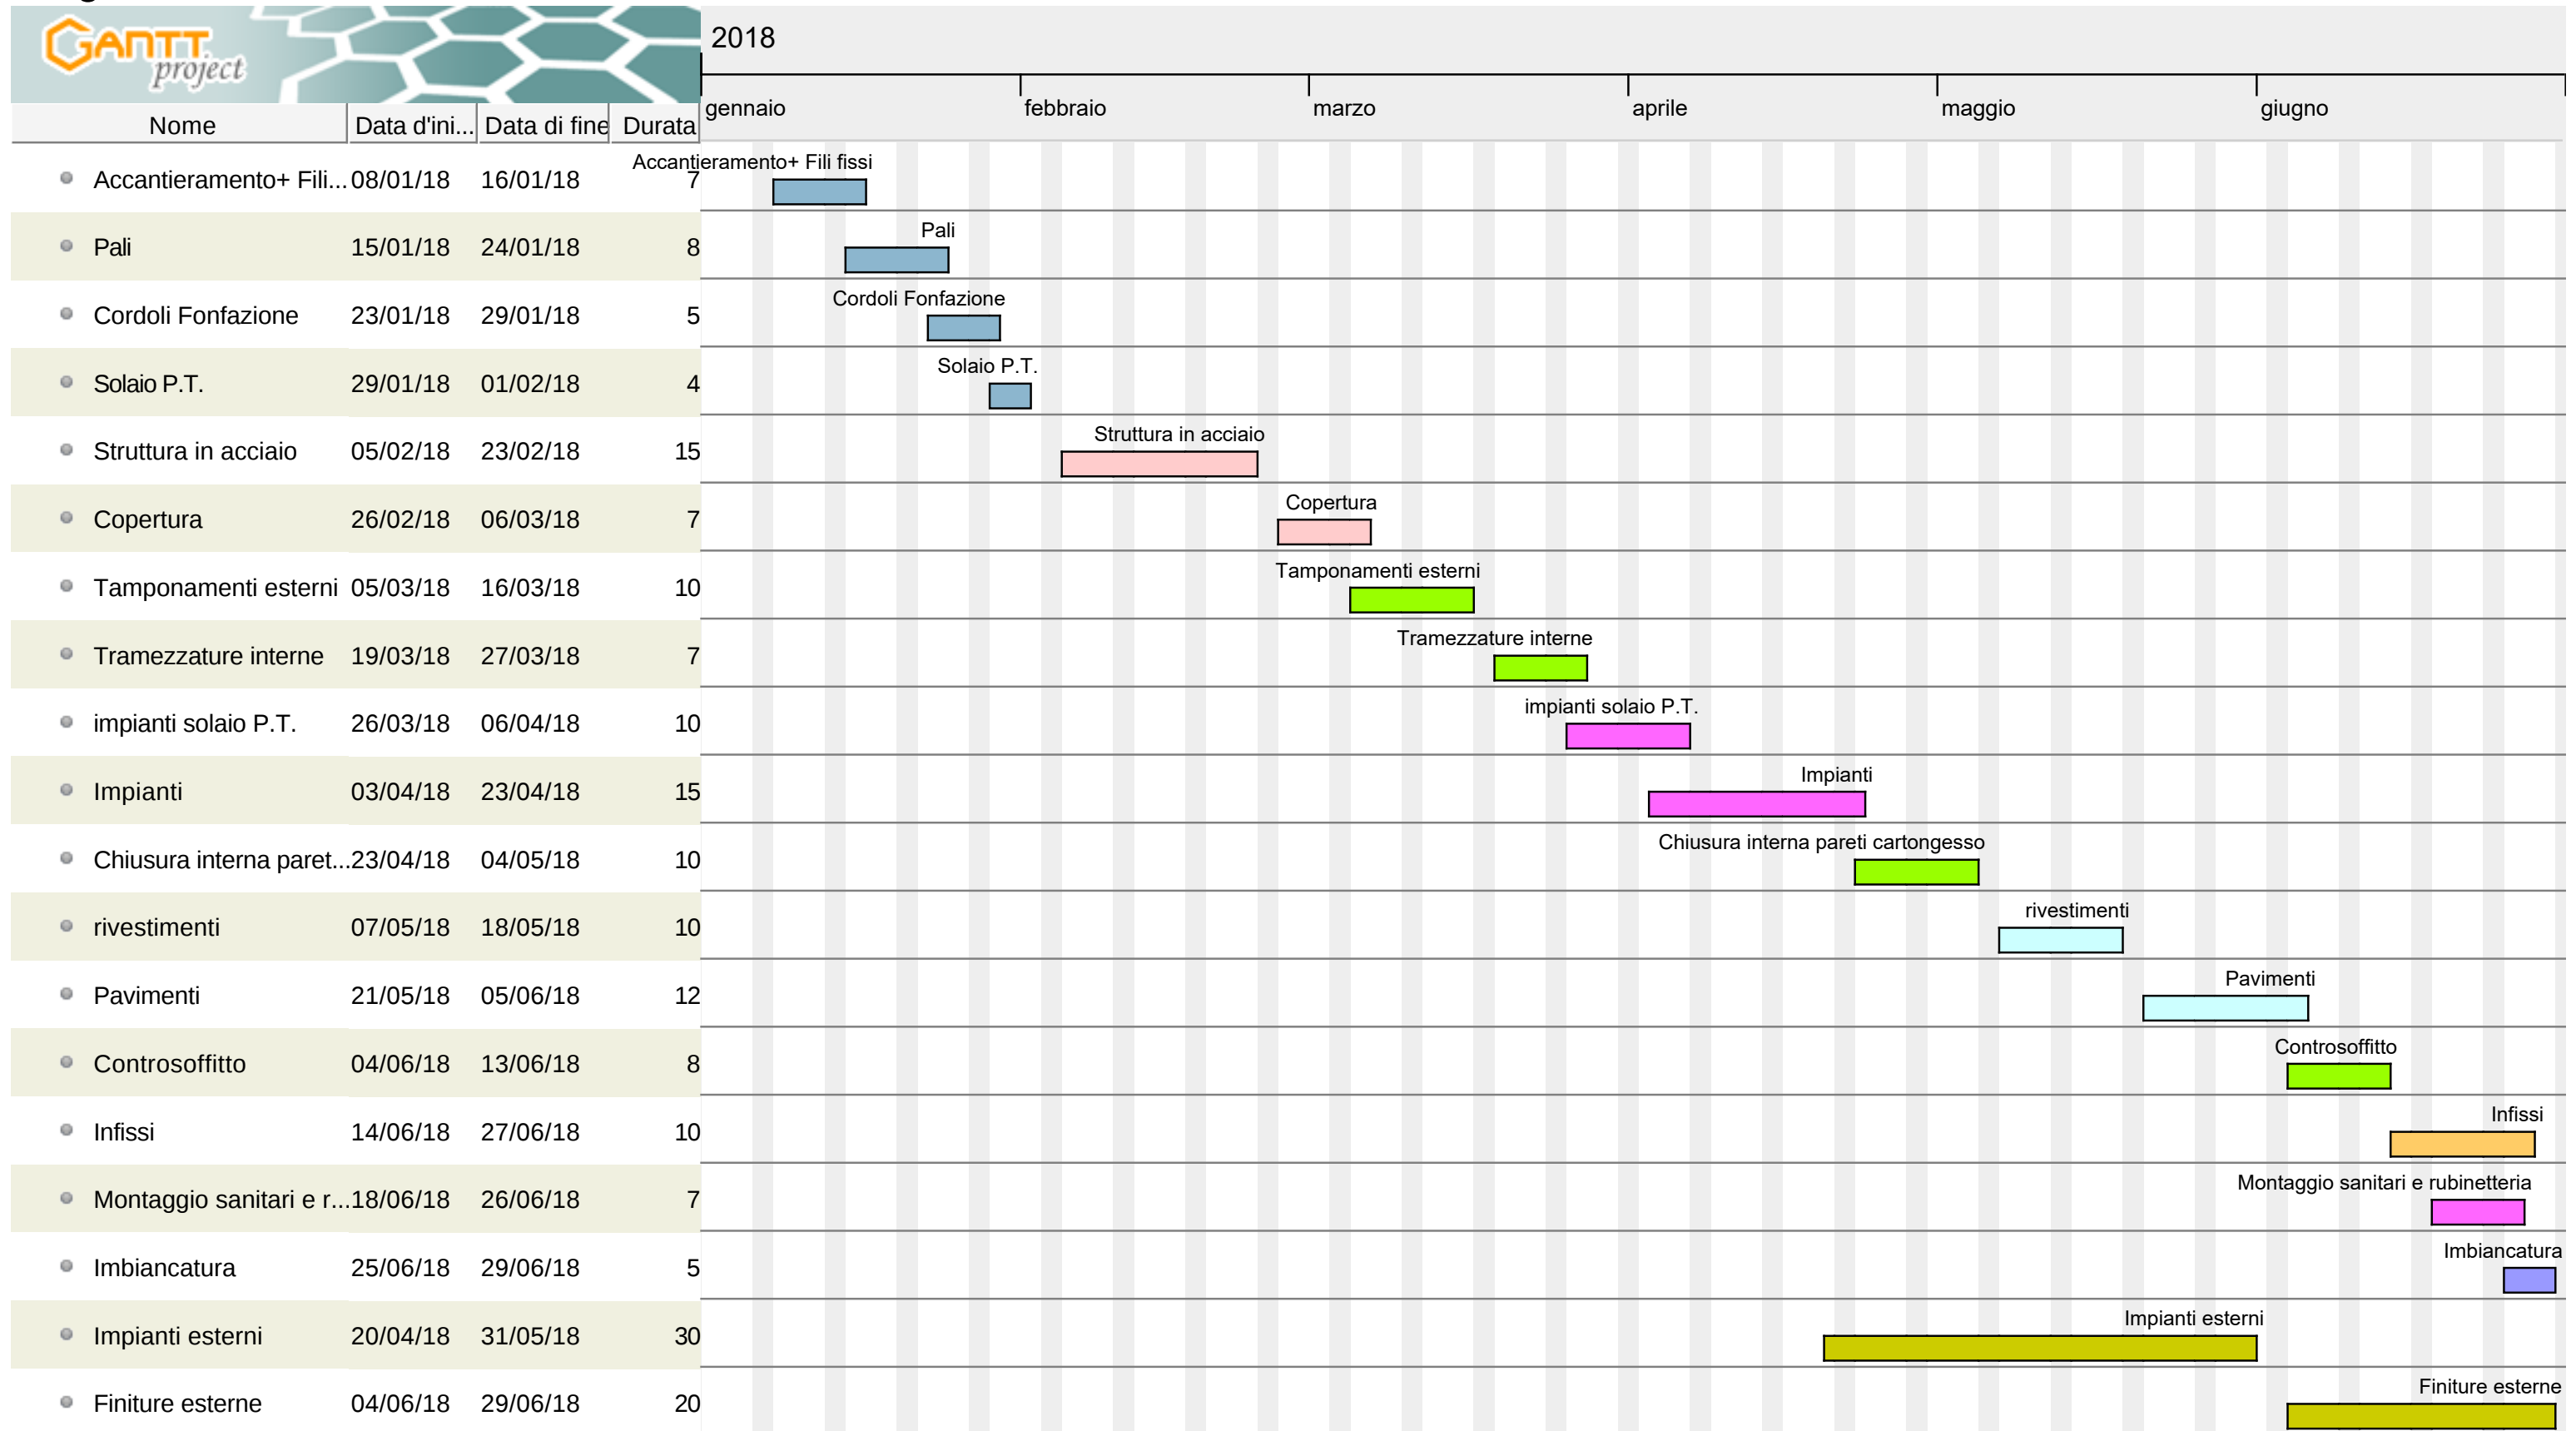 GANTT
project
2018
gennaio febbraio marzo aprile maggio giugno
Nome Data d'ini... Data di fine Durata
Accantieramento+ Fili fissi
Accantieramento+ Fili... 08/01/18 16/01/18 7
Pali
Pali 15/01/18 24/01/18 8
Cordoli Fonfazione
Cordoli Fonfazione 23/01/18 29/01/18 5
Solaio P.T.
Solaio P.T. 29/01/18 01/02/18 4
Struttura in acciaio
Struttura in acciaio 05/02/18 23/02/18 15
Copertura
Copertura 26/02/18 06/03/18 7
Tamponamenti esterni
Tamponamenti esterni 05/03/18 16/03/18 10
Tramezzature interne
Tramezzature interne 19/03/18 27/03/18 7
impianti solaio P.T.
impianti solaio P.T. 26/03/18 06/04/18 10
Impianti
Impianti 03/04/18 23/04/18 15
Chiusura interna pareti cartongesso
Chiusura interna paret... 23/04/18 04/05/18 10
rivestimenti
rivestimenti 07/05/18 18/05/18 10
Pavimenti
Pavimenti 21/05/18 05/06/18 12
Controsoffitto
Controsoffitto 04/06/18 13/06/18 8
Infissi
Infissi 14/06/18 27/06/18 10
Montaggio sanitari e rubinetteria
Montaggio sanitari e r... 18/06/18 26/06/18 7
Imbiancatura
Imbiancatura 25/06/18 29/06/18 5
Impianti esterni
Impianti esterni 20/04/18 31/05/18 30
Finiture esterne
Finiture esterne 04/06/18 29/06/18 20